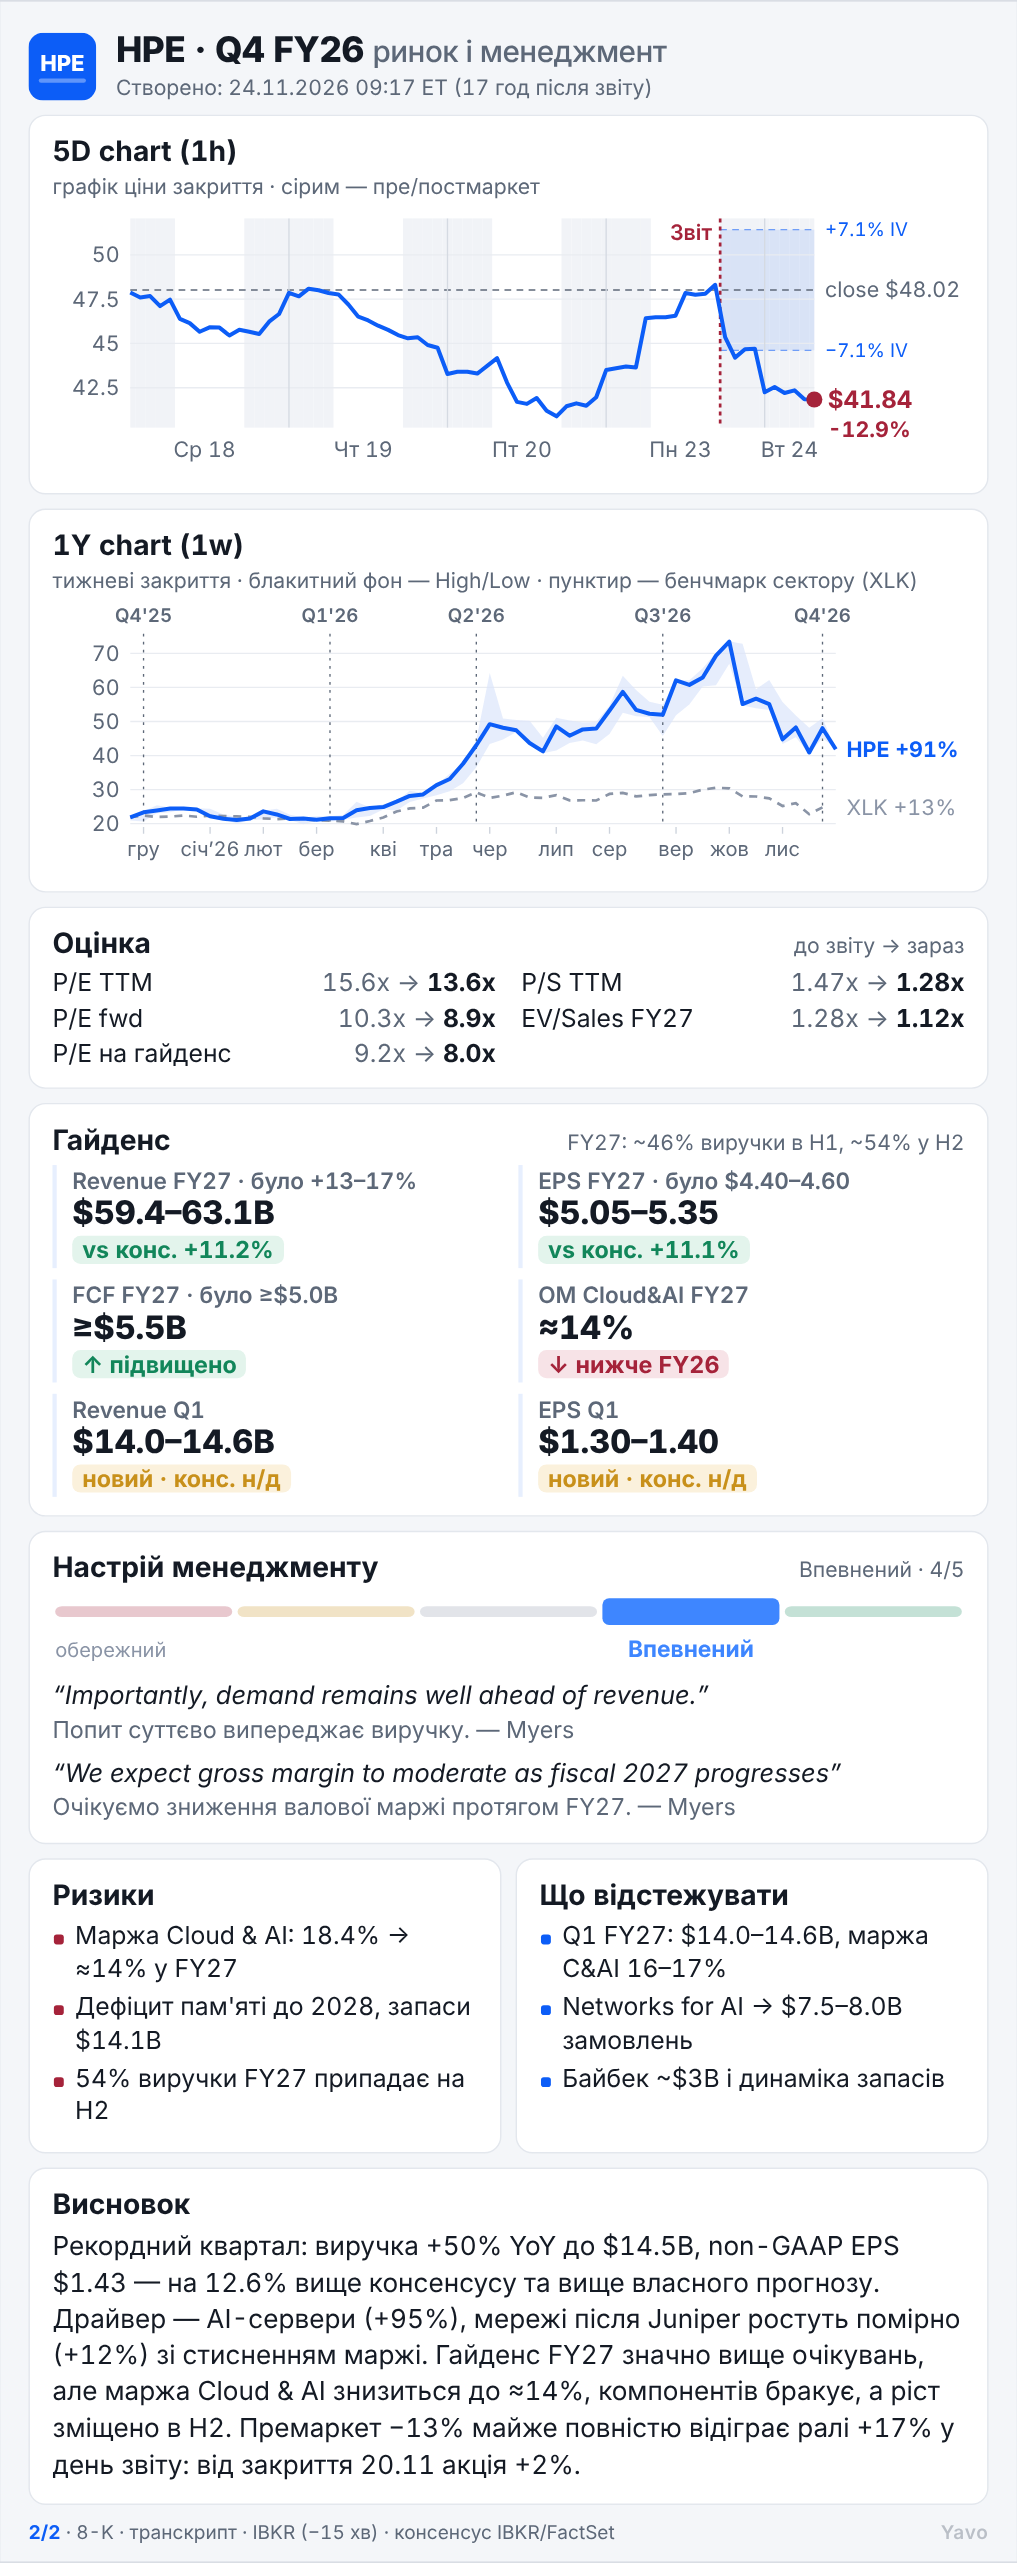 HPE
HPE · Q4 FY26 ринок і менеджмент
Створено: 24.11.2026 09:17 ET (17 год після звіту)
5D chart (1h)
графік ціни закриття · сірим — пре/постмаркет
Звіт
+7.1% IV
50
47.5
close $48.02
45
−7.1% IV
42.5
$41.84
-12.9%
Ср 18 Чт 19 Пт 20 Пн 23 Вт 24
1Y chart (1w)
тижневі закриття · блакитний фон — High/Low · пунктир — бенчмарк сектору (XLK)
Q4'25 Q1'26 Q2'26 Q3'26 Q4'26
70
60
50
40
HPE +91%
30
XLK +13%
20
гру січ’26 лют бер кві тра чер лип сер вер жов лис
Оцінка до звіту → зараз
P/E TTM 15.6x → 13.6x P/S TTM 1.47x → 1.28x
P/E fwd 10.3x → 8.9x EV/Sales FY27 1.28x → 1.12x
P/E на гайденс 9.2x → 8.0x
Гайденс FY27: ~46% виручки в H1, ~54% у H2
Revenue FY27 · було +13–17%
$59.4–63.1B
vs конс. +11.2%
EPS FY27 · було $4.40–4.60
$5.05–5.35
vs конс. +11.1%
FCF FY27 · було ≥$5.0B
≥$5.5B
↑ підвищено
OM Cloud&AI FY27
≈14%
↓ нижче FY26
Revenue Q1
$14.0–14.6B
новий · конс. н/д
EPS Q1
$1.30–1.40
новий · конс. н/д
Настрій менеджменту Впевнений · 4/5
обережний Впевнений
“Importantly, demand remains well ahead of revenue.”
Попит суттєво випереджає виручку. — Myers
“We expect gross margin to moderate as fiscal 2027 progresses”
Очікуємо зниження валової маржі протягом FY27. — Myers
Ризики
Маржа Cloud & AI: 18.4% →
≈14% у FY27
Дефіцит пам'яті до 2028, запаси
$14.1B
54% виручки FY27 припадає на
H2
Що відстежувати
Q1 FY27: $14.0–14.6B, маржа
C&AI 16–17%
Networks for AI → $7.5–8.0B
замовлень
Байбек ~$3B і динаміка запасів
Висновок
Рекордний квартал: виручка +50% YoY до $14.5B, non-GAAP EPS
$1.43 — на 12.6% вище консенсусу та вище власного прогнозу.
Драйвер — AI-сервери (+95%), мережі після Juniper ростуть помірно
(+12%) зі стисненням маржі. Гайденс FY27 значно вище очікувань,
але маржа Cloud & AI знизиться до ≈14%, компонентів бракує, а ріст
зміщено в H2. Премаркет −13% майже повністю відіграє ралі +17% у
день звіту: від закриття 20.11 акція +2%.
2/2 · 8-K · транскрипт · IBKR (−15 хв) · консенсус IBKR/FactSet Yavo